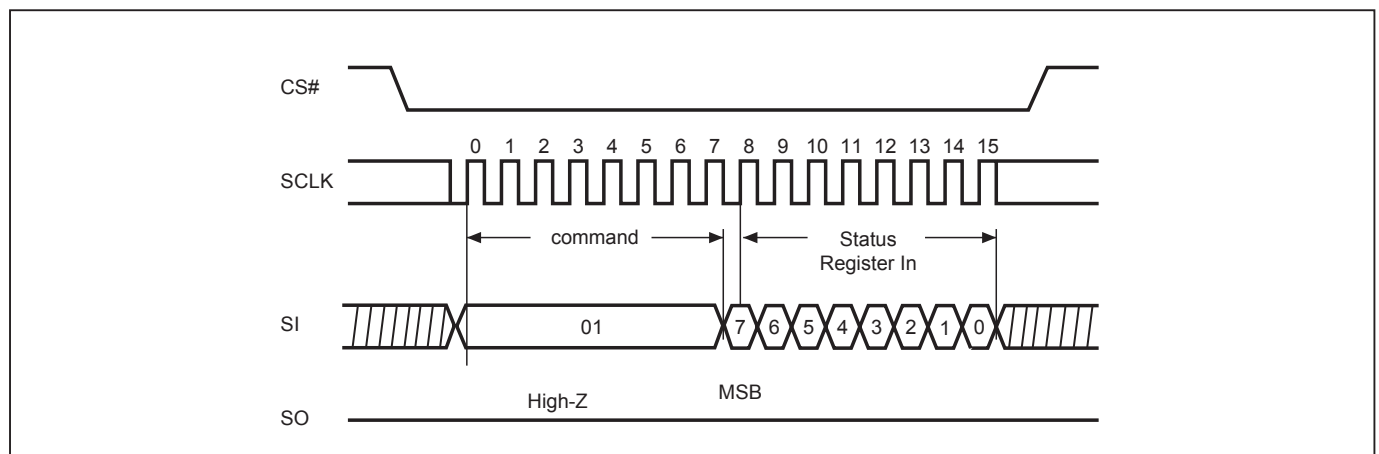 CS#
0 1 2 3 4 5 6 7 8 9 10 11 12 13 14 15
SCLK
command
Status
Register In
SI
01
7 6 5 4 3 2 1 0
MSB
High-Z
SO